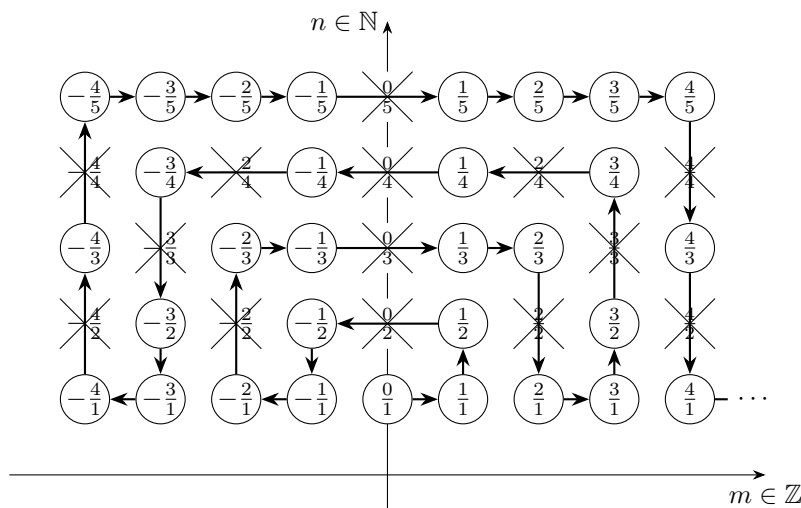 n ∈ ℕ
-4/5 -3/5 -2/5 -1/5 0/5 1/5 2/5 3/5 4/5
-4/4 -3/4 -2/4 -1/4 0/4 1/4 2/4 3/4 4/4
-4/3 -3/3 -2/3 -1/3 0/3 1/3 2/3 3/3 4/3
-4/2 -3/2 -2/2 -1/2 0/2 1/2 2/2 3/2 4/2
-4/1 -3/1 -2/1 -1/1 0/1 1/1 2/1 3/1 4/1 ···
m ∈ ℤ